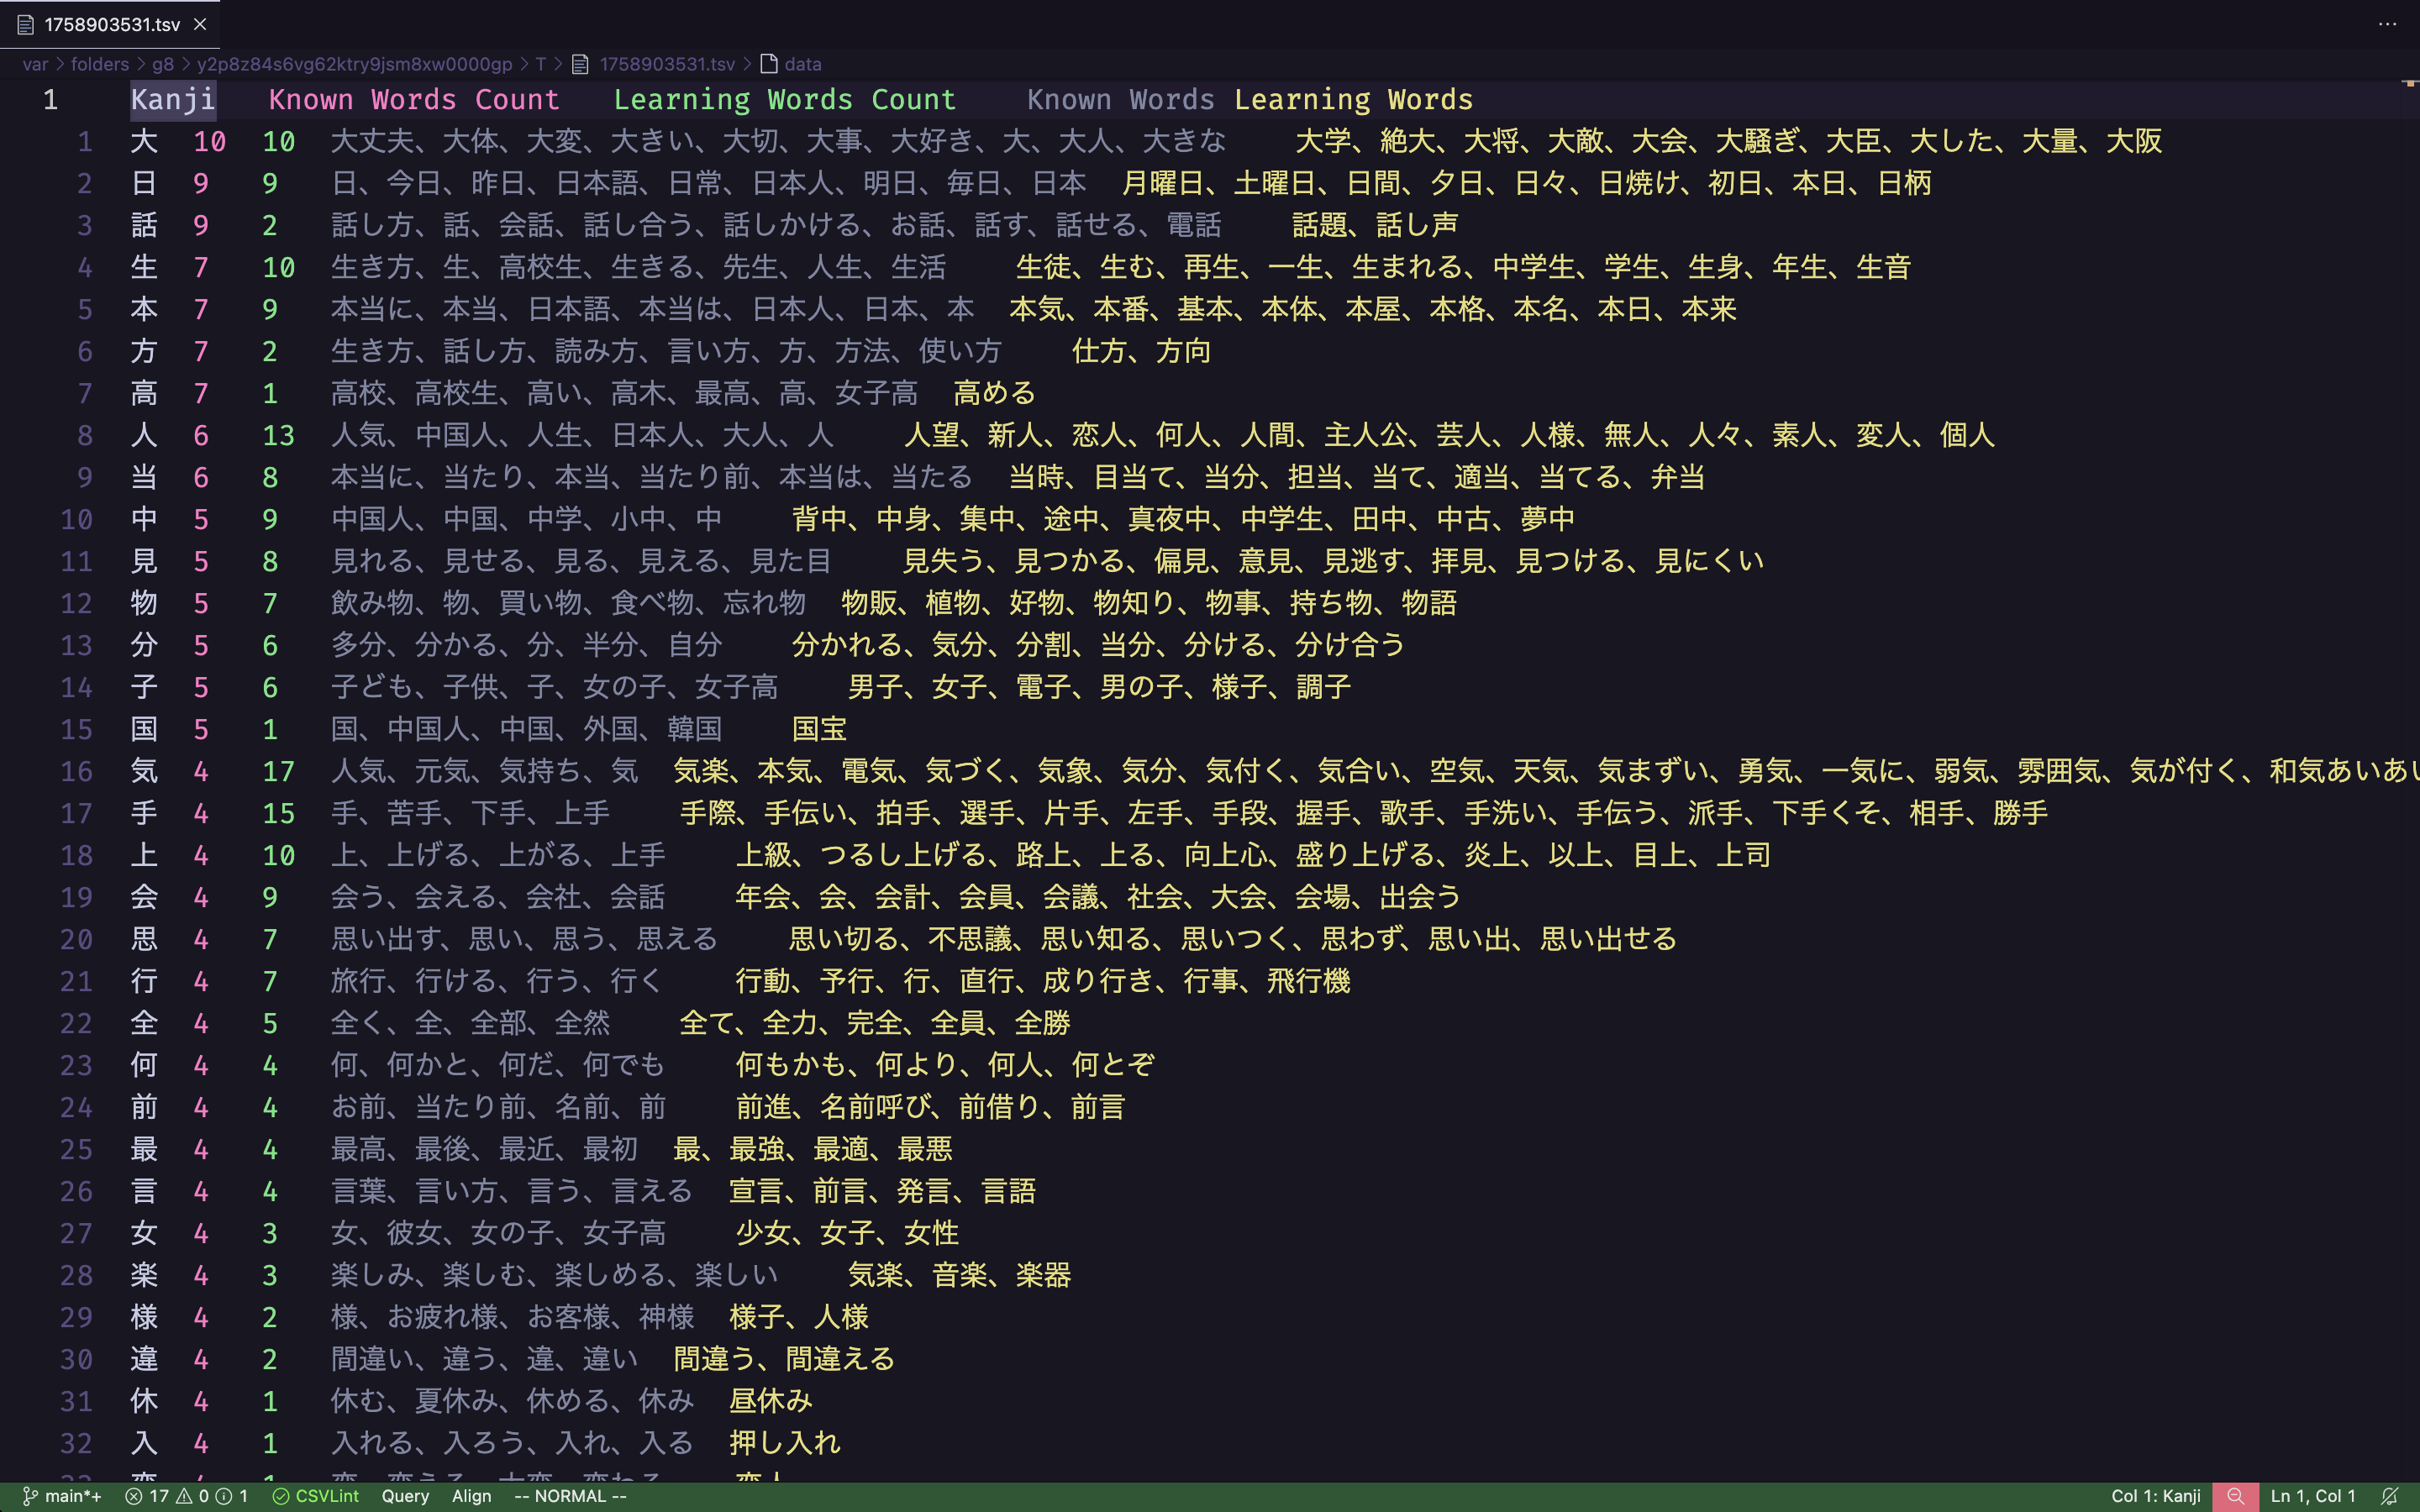 1758903531.tsv
var > folders > g8 > y2p8z84s6vg62ktry9jsm8xw0000gp > T > 1758903531.tsv > data
1 Kanji Known Words Count Learning Words Count Known Words Learning Words
1 大 10 10 大丈夫、大体、大変、大きい、大切、大事、大好き、大、大人、大きな 大学、絶大、大将、大敵、大会、大騒ぎ、大臣、大した、大量、大阪
2 日 9 9 日、今日、昨日、日本語、日常、日本人、明日、毎日、日本 月曜日、土曜日、日間、夕日、日々、日焼け、初日、本日、日柄
3 話 9 2 話し方、話、会話、話し合う、話しかける、お話、話す、話せる、電話 話題、話し声
4 生 7 10 生き方、生、高校生、生きる、先生、人生、生活 生徒、生む、再生、一生、生まれる、中学生、学生、生身、年生、生音
5 本 7 9 本当に、本当、日本語、本当は、日本人、日本、本 本気、本番、基本、本体、本屋、本格、本名、本日、本来
6 方 7 2 生き方、話し方、読み方、言い方、方、方法、使い方 仕方、方向
7 高 7 1 高校、高校生、高い、高木、最高、高、女子高 高める
8 人 6 13 人気、中国人、人生、日本人、大人、人 人望、新人、恋人、何人、人間、主人公、芸人、人様、無人、人々、素人、変人、個人
9 当 6 8 本当に、当たり、本当、当たり前、本当は、当たる 当時、目当て、当分、担当、当て、適当、当てる、弁当
10 中 5 9 中国人、中国、中学、小中、中 背中、中身、集中、途中、真夜中、中学生、田中、中古、夢中
11 見 5 8 見れる、見せる、見る、見える、見た目 見失う、見つかる、偏見、意見、見逃す、拝見、見つける、見にくい
12 物 5 7 飲み物、物、買い物、食べ物、忘れ物 物販、植物、好物、物知り、物事、持ち物、物語
13 分 5 6 多分、分かる、分、半分、自分 分かれる、気分、分割、当分、分ける、分け合う
14 子 5 6 子ども、子供、子、女の子、女子高 男子、女子、電子、男の子、様子、調子
15 国 5 1 国、中国人、中国、外国、韓国 国宝
16 気 4 17 人気、元気、気持ち、気 気楽、本気、電気、気づく、気象、気分、気付く、気合い、空気、天気、気まずい、勇気、一気に、弱気、雰囲気、気が付く、和気あいあい
17 手 4 15 手、苦手、下手、上手 手際、手伝い、拍手、選手、片手、左手、手段、握手、歌手、手洗い、手伝う、派手、下手くそ、相手、勝手
18 上 4 10 上、上げる、上がる、上手 上級、つるし上げる、路上、上る、向上心、盛り上げる、炎上、以上、目上、上司
19 会 4 9 会う、会える、会社、会話 年会、会、会計、会員、会議、社会、大会、会場、出会う
20 思 4 7 思い出す、思い、思う、思える 思い切る、不思議、思い知る、思いつく、思わず、思い出、思い出せる
21 行 4 7 旅行、行ける、行う、行く 行動、予行、行、直行、成り行き、行事、飛行機
22 全 4 5 全く、全、全部、全然 全て、全力、完全、全員、全勝
23 何 4 4 何、何かと、何だ、何でも 何もかも、何より、何人、何とぞ
24 前 4 4 お前、当たり前、名前、前 前進、名前呼び、前借り、前言
25 最 4 4 最高、最後、最近、最初 最、最強、最適、最悪
26 言 4 4 言葉、言い方、言う、言える 宣言、前言、発言、言語
27 女 4 3 女、彼女、女の子、女子高 少女、女子、女性
28 楽 4 3 楽しみ、楽しむ、楽しめる、楽しい 気楽、音楽、楽器
29 様 4 2 様、お疲れ様、お客様、神様 様子、人様
30 違 4 2 間違い、違う、違、違い 間違う、間違える
31 休 4 1 休む、夏休み、休める、休み 昼休み
32 入 4 1 入れる、入ろう、入れ、入る 押し入れ
main*+ 17 0 1 CSVLint Query Align -- NORMAL -- Col 1: Kanji Ln 1, Col 1